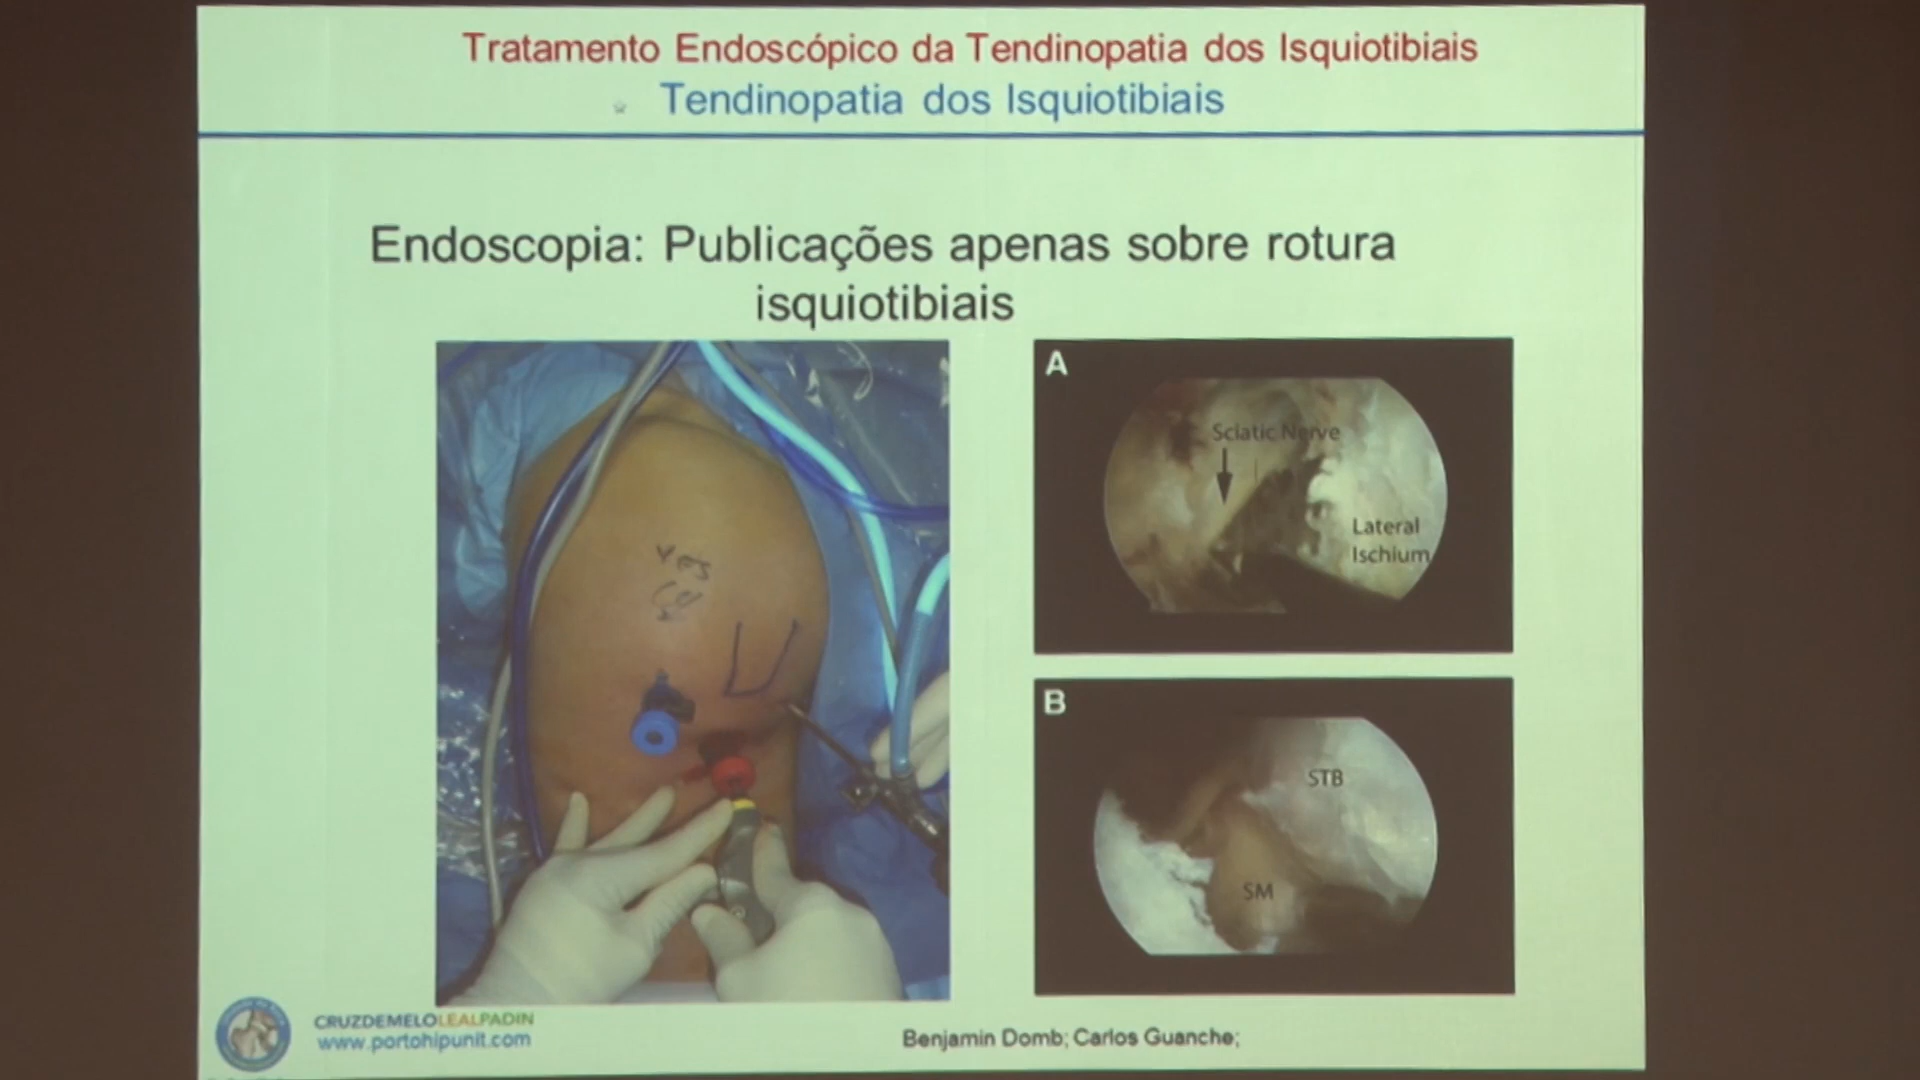 Tratamento Endoscópico da Tendinopatia dos Isquiotibiais
Tendinopatia dos Isquiotibiais
Endoscopia: Publicações apenas sobre rotura
isquiotibiais
YES
A
Sciatic Nerve
Lateral
Ischium
B
STB
SM
CRUZDEMELOLEALPADIN
www.portohipunit.com
Benjamin Domb; Carlos Guanche;